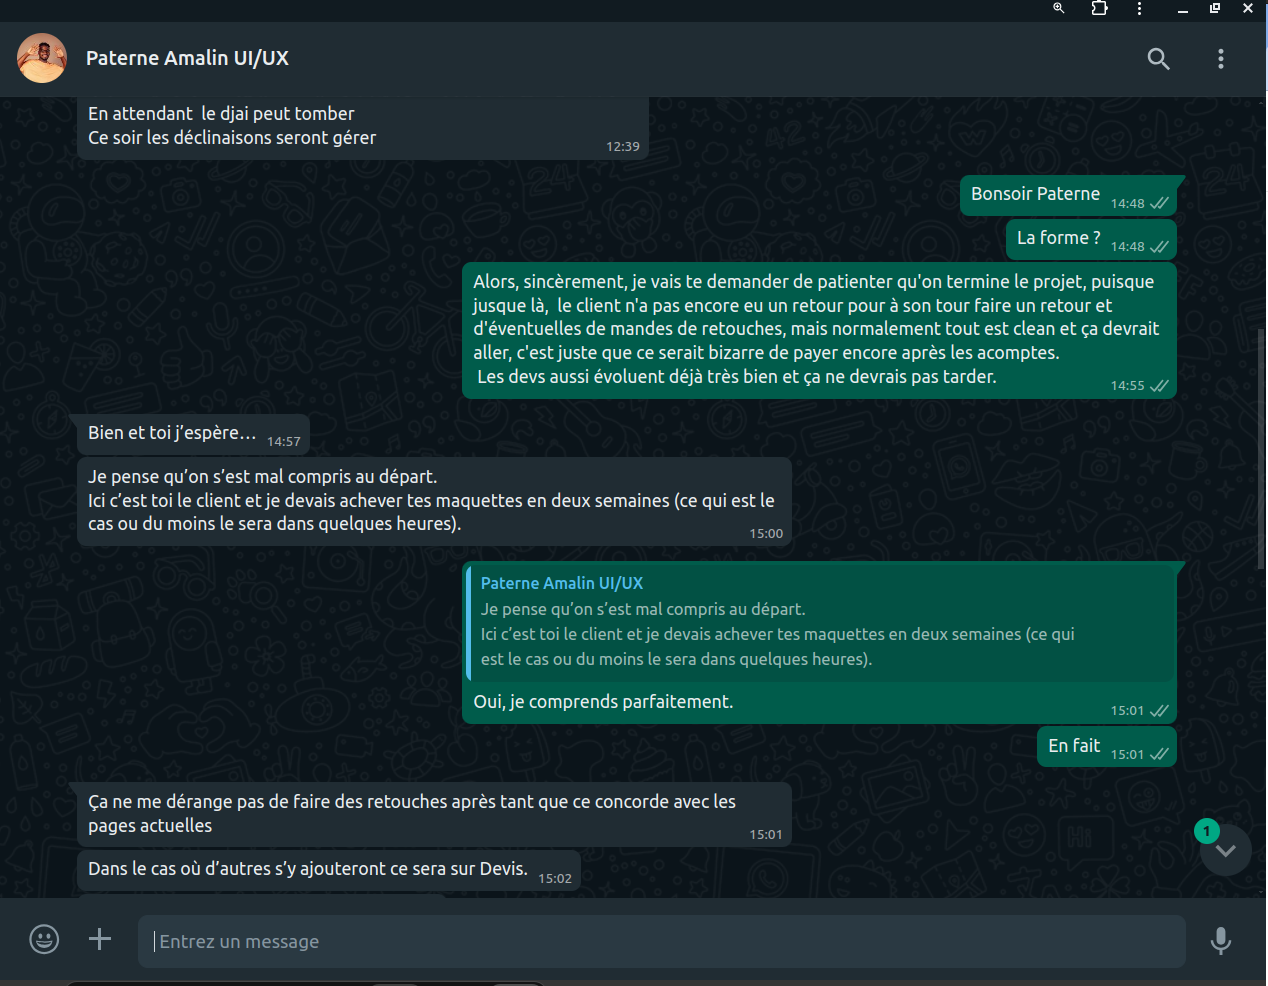 Paterne Amalin UI/UX
En attendant  le djai peut tomber
Ce soir les déclinaisons seront gérer
12:39
Bonsoir Paterne
14:48
La forme ?
14:48
Alors, sincèrement, je vais te demander de patienter qu'on termine le projet, puisque
jusque là,  le client n'a pas encore eu un retour pour à son tour faire un retour et
d'éventuelles de mandes de retouches, mais normalement tout est clean et ça devrait
aller, c'est juste que ce serait bizarre de payer encore après les acomptes.
Les devs aussi évoluent déjà très bien et ça ne devrais pas tarder.
14:55
Bien et toi j’espère…
14:57
Je pense qu’on s’est mal compris au départ.
Ici c’est toi le client et je devais achever tes maquettes en deux semaines (ce qui est le
cas ou du moins le sera dans quelques heures).
15:00
Paterne Amalin UI/UX
Je pense qu’on s’est mal compris au départ.
Ici c’est toi le client et je devais achever tes maquettes en deux semaines (ce qui
est le cas ou du moins le sera dans quelques heures).
Oui, je comprends parfaitement.
15:01
En fait
15:01
Ça ne me dérange pas de faire des retouches après tant que ce concorde avec les
pages actuelles
15:01
1
Dans le cas où d’autres s’y ajouteront ce sera sur Devis.
15:02
Entrez un message